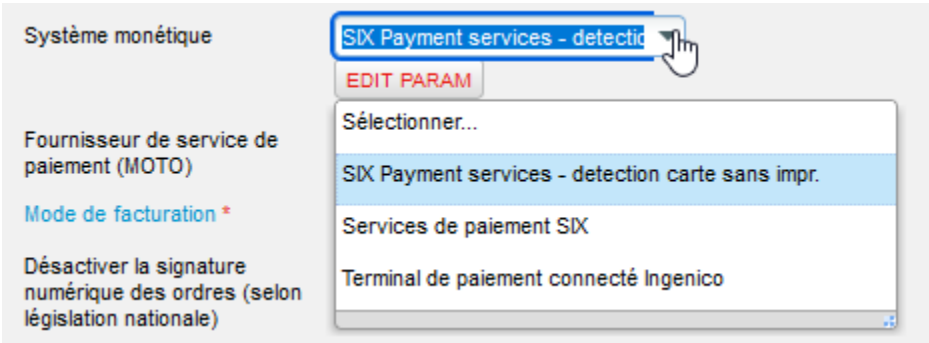 Système monétique
SIX Payment services - detectio
EDIT PARAM
Sélectionner...
Fournisseur de service de
paiement (MOTO)
SIX Payment services - detection carte sans impr.
Mode de facturation *
Services de paiement SIX
Désactiver la signature
numérique des ordres (selon
législation nationale)
Terminal de paiement connecté Ingenico